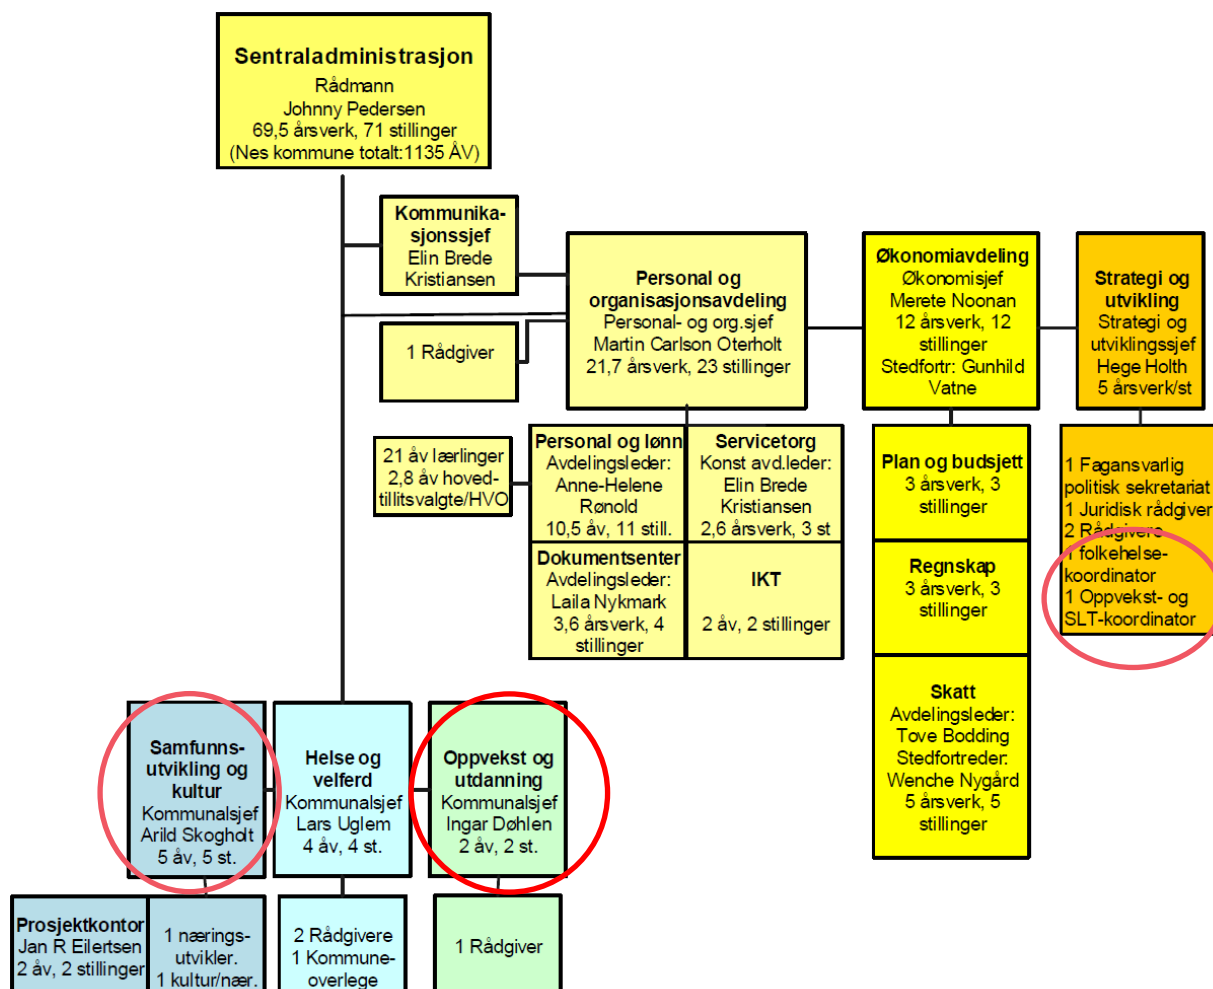 Sentraladministrasjon
Rådmann
Johnny Pedersen
69,5 årsverk, 71 stillinger
(Nes kommune totalt:1135 ÅV)
Kommunika-
sjonssjef
Elin Brede
Kristiansen
1 Rådgiver
Personal og
organisasjonsavdeling
Personal- og org.sjef
Martin Carlson Oterholt
21,7 årsverk, 23 stillinger
Økonomiavdeling
Økonomisjef
Merete Noonan
12 årsverk, 12
stillinger
Stedfortr: Gunhild
Vatne
Strategi og
utvikling
Strategi og
utviklingssjef
Hege Holth
5 årsverk/st
21 åv lærlinger
2,8 åv hoved-
tillitsvalgte/HVO
Personal og lønn
Avdelingsleder:
Anne-Helene
Rønold
10,5 åv, 11 still.
Servicetorg
Konst avd.leder:
Elin Brede
Kristiansen
2,6 årsverk, 3 st
Dokumentsenter
Avdelingsleder:
Laila Nykmark
3,6 årsverk, 4
stillinger
IKT
2 åv, 2 stillinger
Plan og budsjett
3 årsverk, 3
stillinger
Regnskap
3 årsverk, 3
stillinger
Skatt
Avdelingsleder:
Tove Bodding
Stedfortreder:
Wenche Nygård
5 årsverk, 5
stillinger
1 Fagansvarlig
politisk sekretariat
1 Juridisk rådgiver
2 Rådgivere
1 folkehelse-
koordinator
1 Oppvekst- og
SLT-koordinator
Samfunns-
utvikling og
kultur
Kommunalsjef
Arild Skogholt
5 åv, 5 st.
Helse og
velferd
Kommunalsjef
Lars Uglem
4 åv, 4 st.
Oppvekst og
utdanning
Kommunalsjef
Ingar Døhlen
2 åv, 2 st.
Prosjektkontor
Jan R Eilertsen
2 åv, 2 stillinger
1 nærings-
utvikler.
1 kultur/nær.
2 Rådgivere
1 Kommune-
overlege
1 Rådgiver